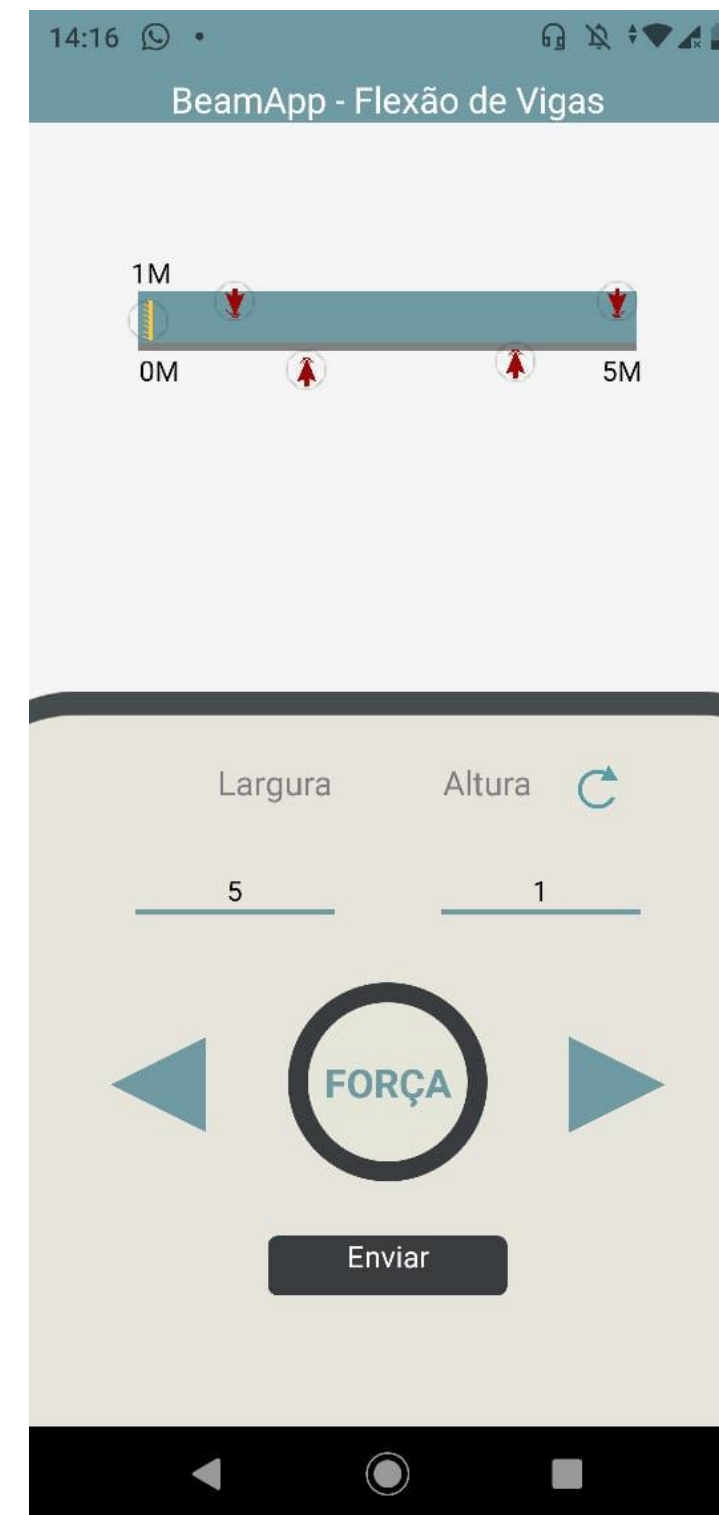 14:16
BeamApp - Flexão de Vigas
1M
0M
5M
Largura Altura
5 1
FORÇA
Enviar